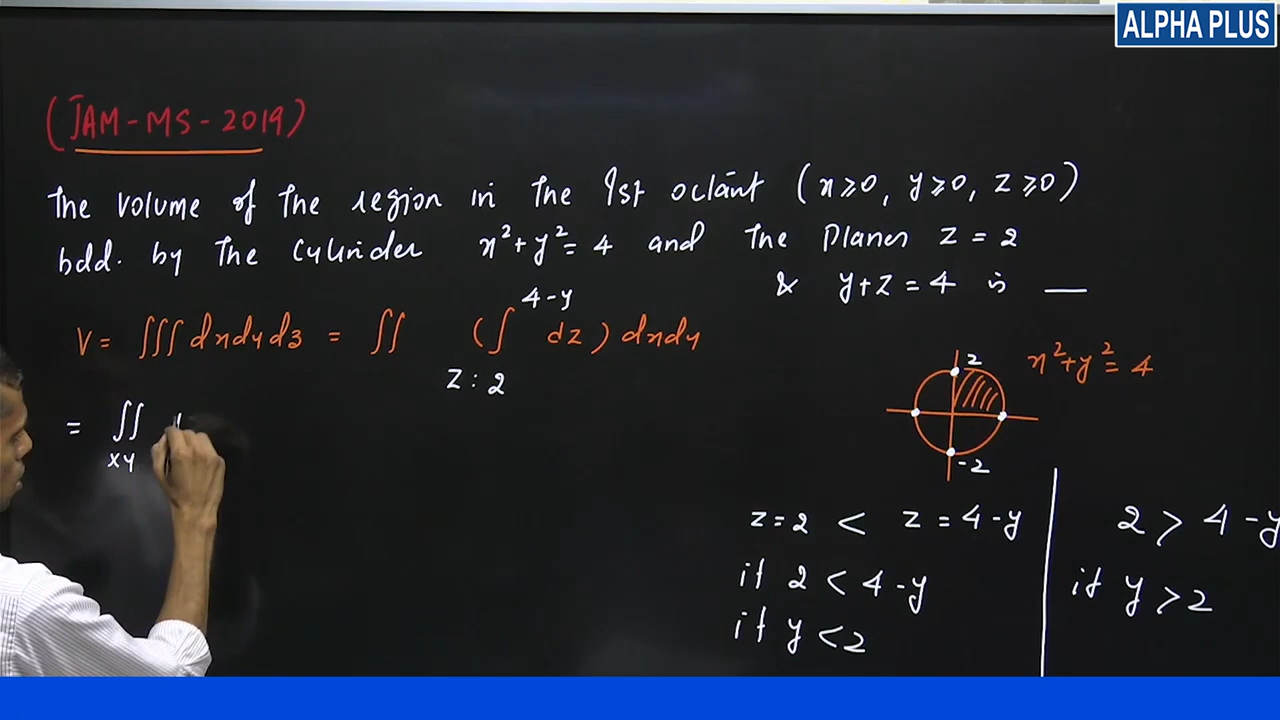 ALPHA PLUS
(JAM-MS-2019)
The volume of the region in the 1st octant (x≥0, y≥0, z≥0)
bdd. by the cylinder x²+y²=4 and the planes z=2
& y+z=4 is __
V = ∭ dxdydz = ∬ (∫ dz) dxdy
4-y
z : 2
x²+y²=4
2
-2
= ∬
xy
z=2 < z=4-y
if 2 < 4-y
if y<2
2 > 4-y
if y>2